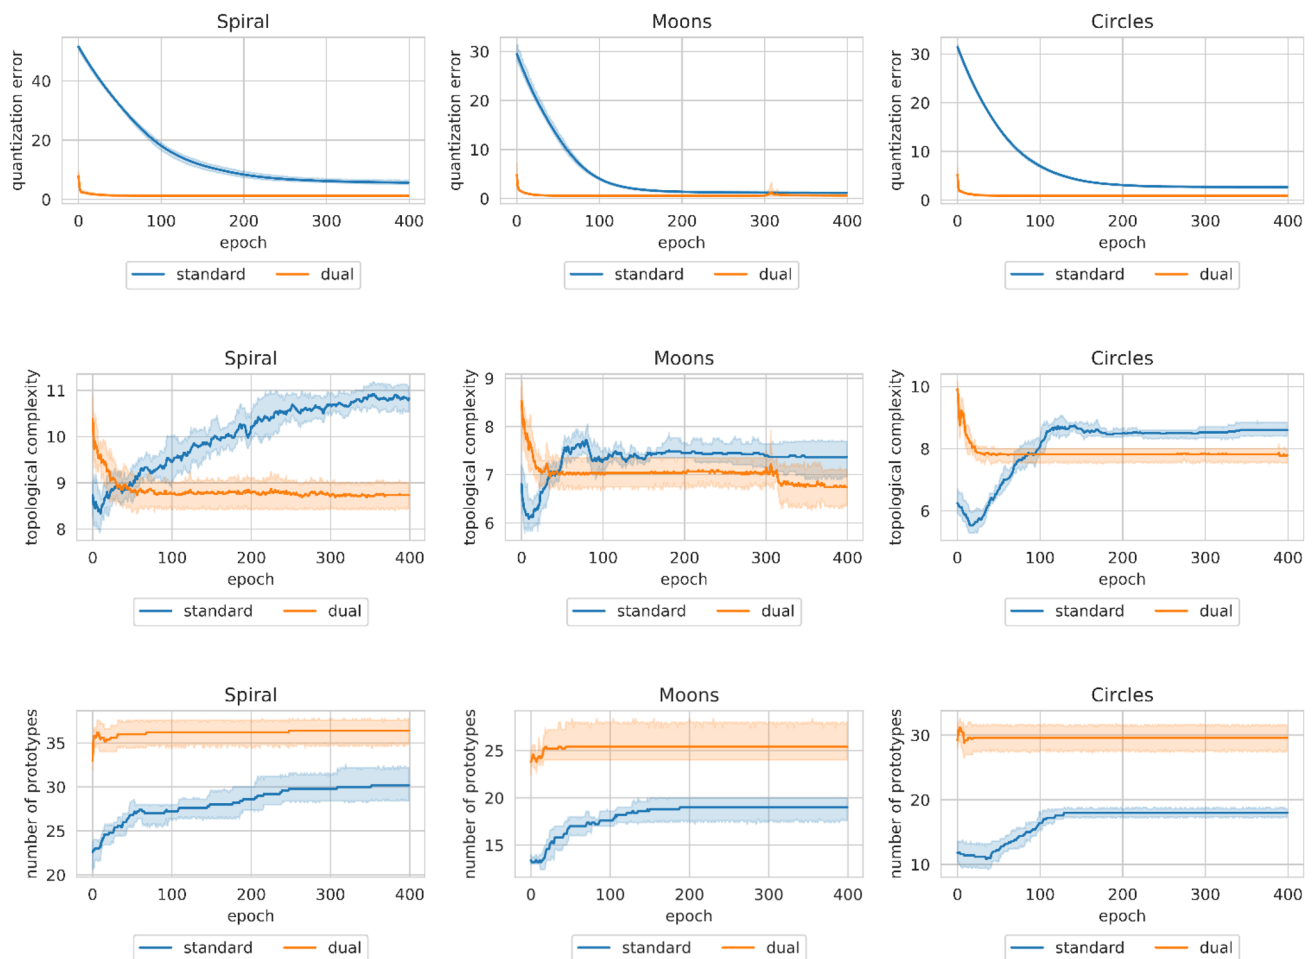 Spiral
quantization error
40
20
0
0 100 200 300 400
epoch
standard dual
Moons
quantization error
30
20
10
0
0 100 200 300 400
epoch
standard dual
Circles
quantization error
30
20
10
0
0 100 200 300 400
epoch
standard dual
Spiral
topological complexity
11
10
9
8
0 100 200 300 400
epoch
standard dual
Moons
topological complexity
9
8
7
6
0 100 200 300 400
epoch
standard dual
Circles
topological complexity
10
8
6
0 100 200 300 400
epoch
standard dual
Spiral
number of prototypes
35
30
25
20
0 100 200 300 400
epoch
standard dual
Moons
number of prototypes
25
20
15
0 100 200 300 400
epoch
standard dual
Circles
number of prototypes
30
20
10
0 100 200 300 400
epoch
standard dual